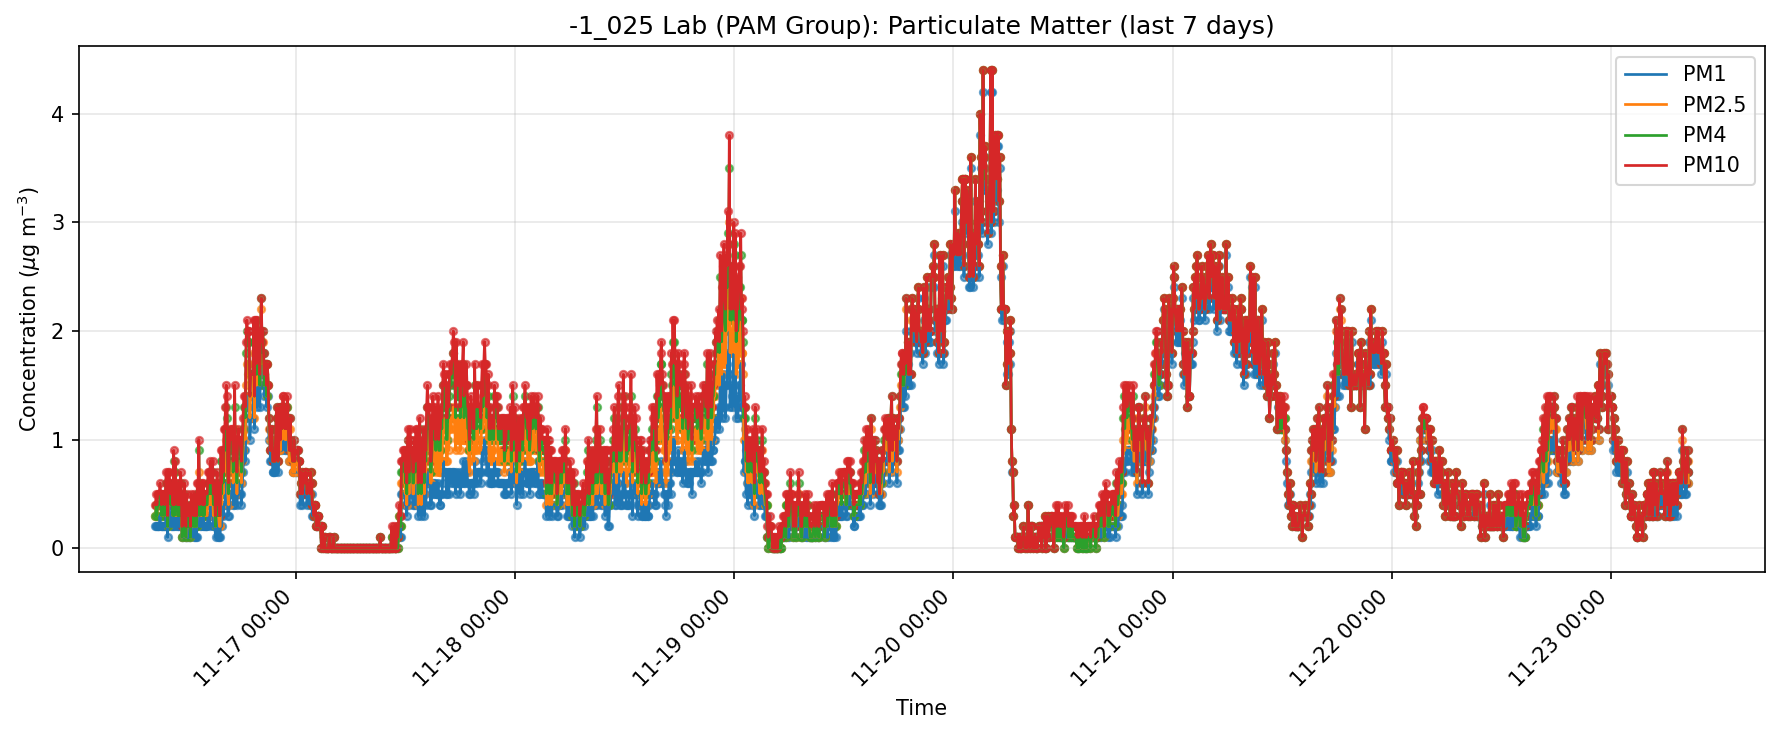 -1_025 Lab (PAM Group): Particulate Matter (last 7 days)
PM1
PM2.5
PM4
PM10
Concentration (μg m⁻³)
4
3
2
1
0
11-17 00:00
11-18 00:00
11-19 00:00
11-20 00:00
11-21 00:00
11-22 00:00
11-23 00:00
Time